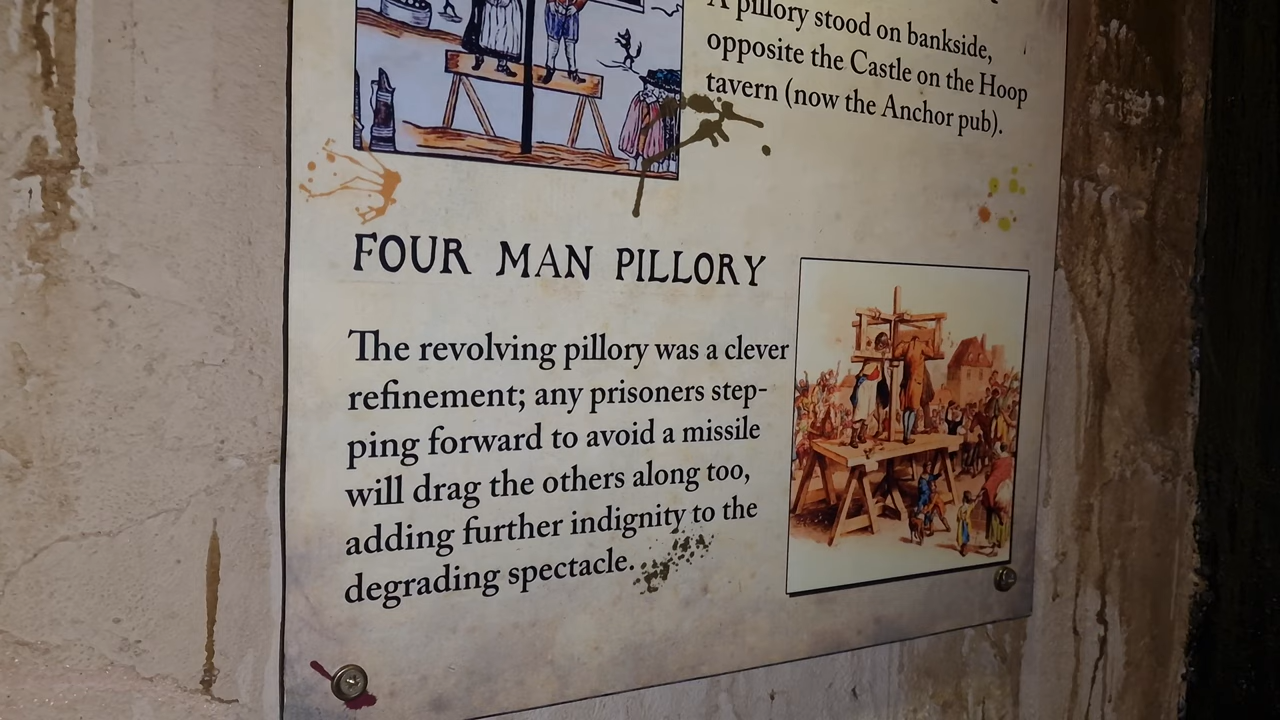 A pillory stood on bankside,
opposite the Castle on the Hoop
tavern (now the Anchor pub).
FOUR MAN PILLORY
The revolving pillory was a clever
refinement; any prisoners step-
ping forward to avoid a missile
will drag the others along too,
adding further indignity to the
degrading spectacle.